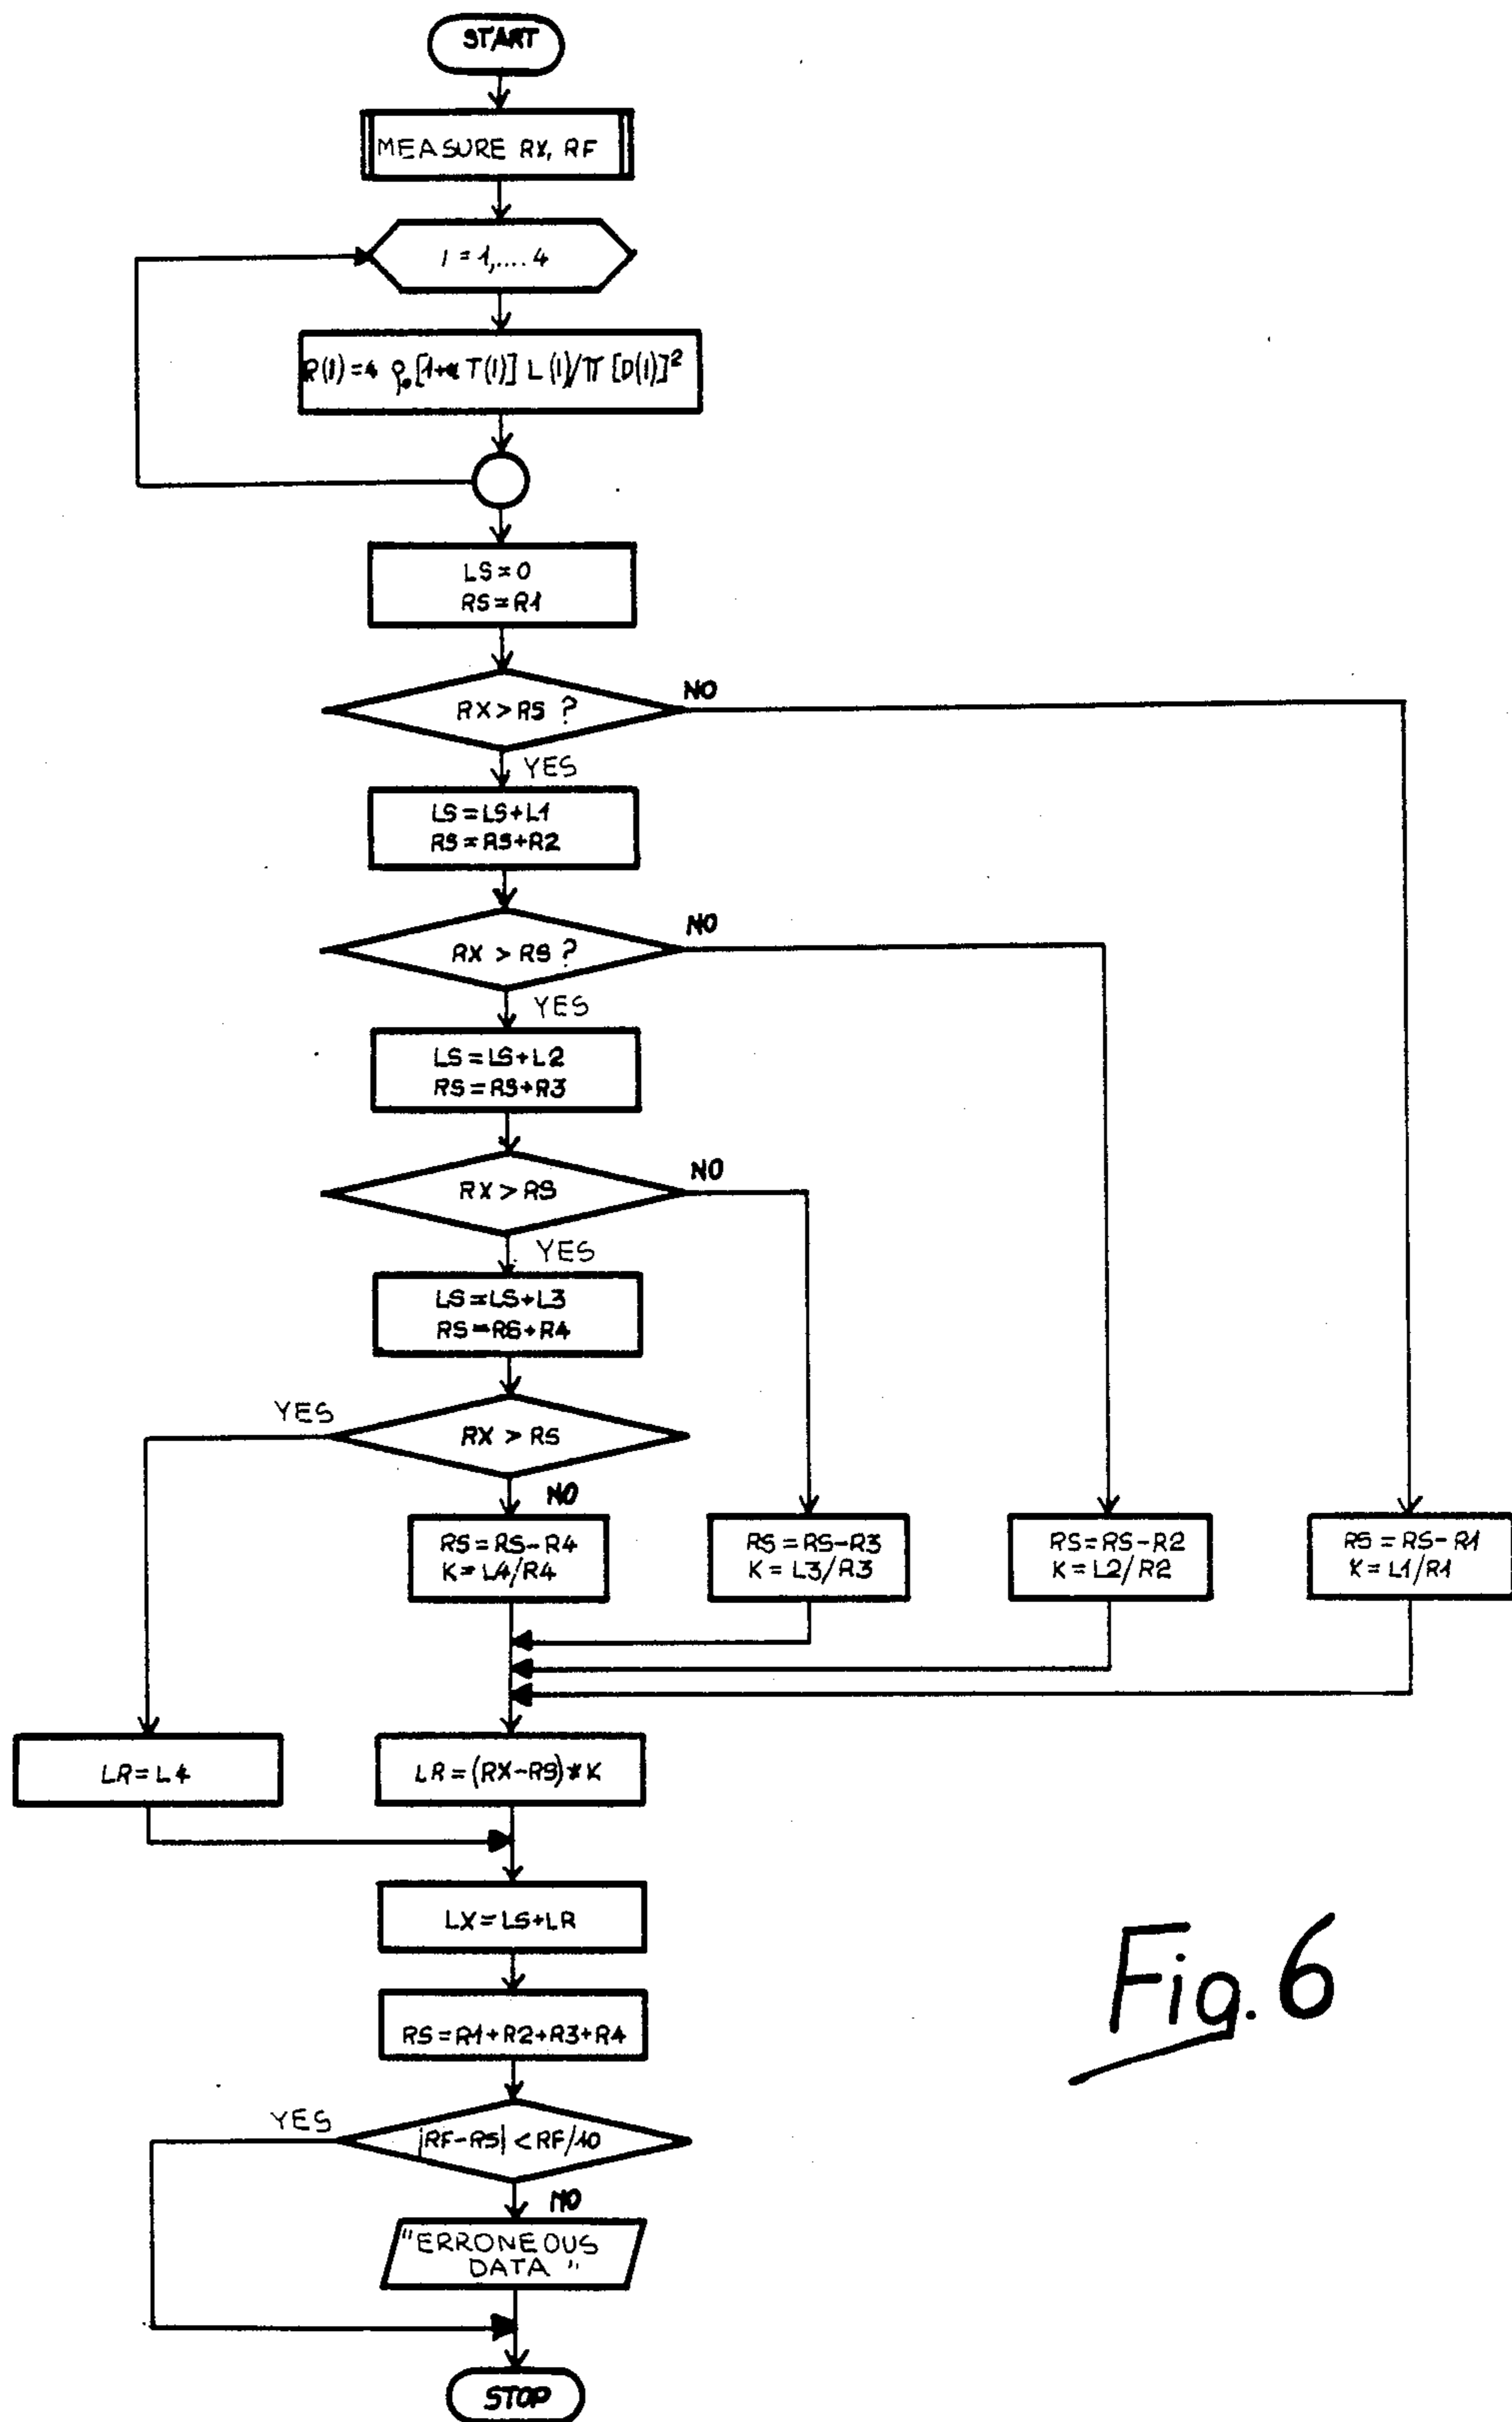 START
MEASURE RX, RF
I = 1,.... 4
R(I) = 4 ρ₀ [1+α T(I)] L(I)/π [D(I)]²
LS=0
RS=R1
RX>RS ?
NO
YES
LS=LS+L1
RS=RS+R2
RX > RS ?
NO
YES
LS=LS+L2
RS=RS+R3
RX > RS
NO
YES
LS=LS+L3
RS=RS+R4
YES
RX > RS
NO
RS=RS-R4
K=L4/R4
RS=RS-R3
K=L3/R3
RS=RS-R2
K=L2/R2
RS=RS-R1
K=L1/R1
LR=L4
LR=(RX-RS)*K
LX=LS+LR
RS=R1+R2+R3+R4
YES
|RF-RS| < RF/10
NO
"ERRONEOUS
DATA "
STOP
Fig. 6